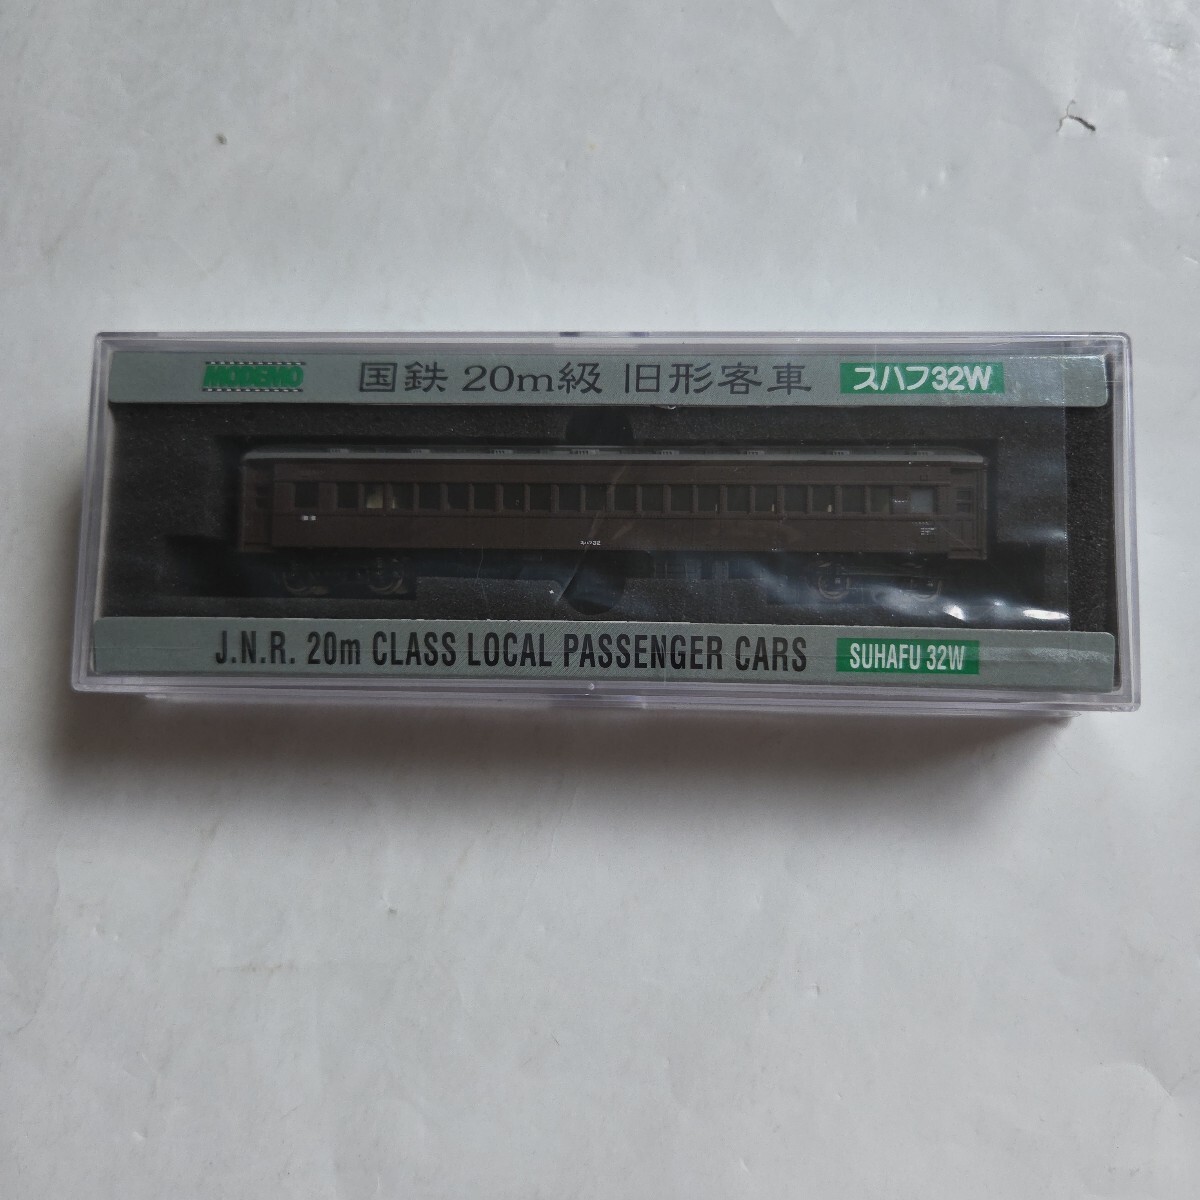 MODEMO 国鉄 20m級 旧形客車 スハフ32W
J.N.R. 20m CLASS LOCAL PASSENGER CARS SUHAFU 32W